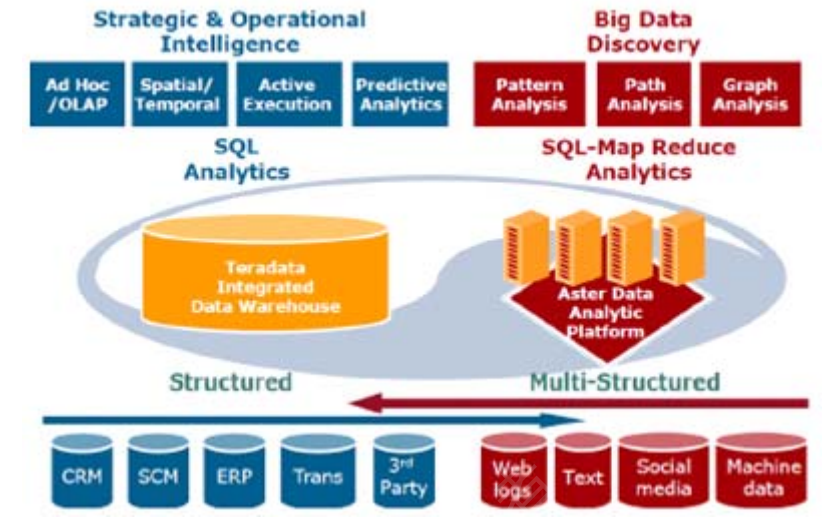 Strategic & Operational
Intelligence
Big Data
Discovery
Ad Hoc
/OLAP
Spatial/
Temporal
Active
Execution
Predictive
Analytics
Pattern
Analysis
Path
Analysis
Graph
Analysis
SQL
Analytics
SQL-Map Reduce
Analytics
Teradata
Integrated
Data Warehouse
Aster Data
Analytic
Platform
Structured
Multi-Structured
CRM
SCM
ERP
Trans
3rd
Party
Web
logs
Text
Social
media
Machine
data